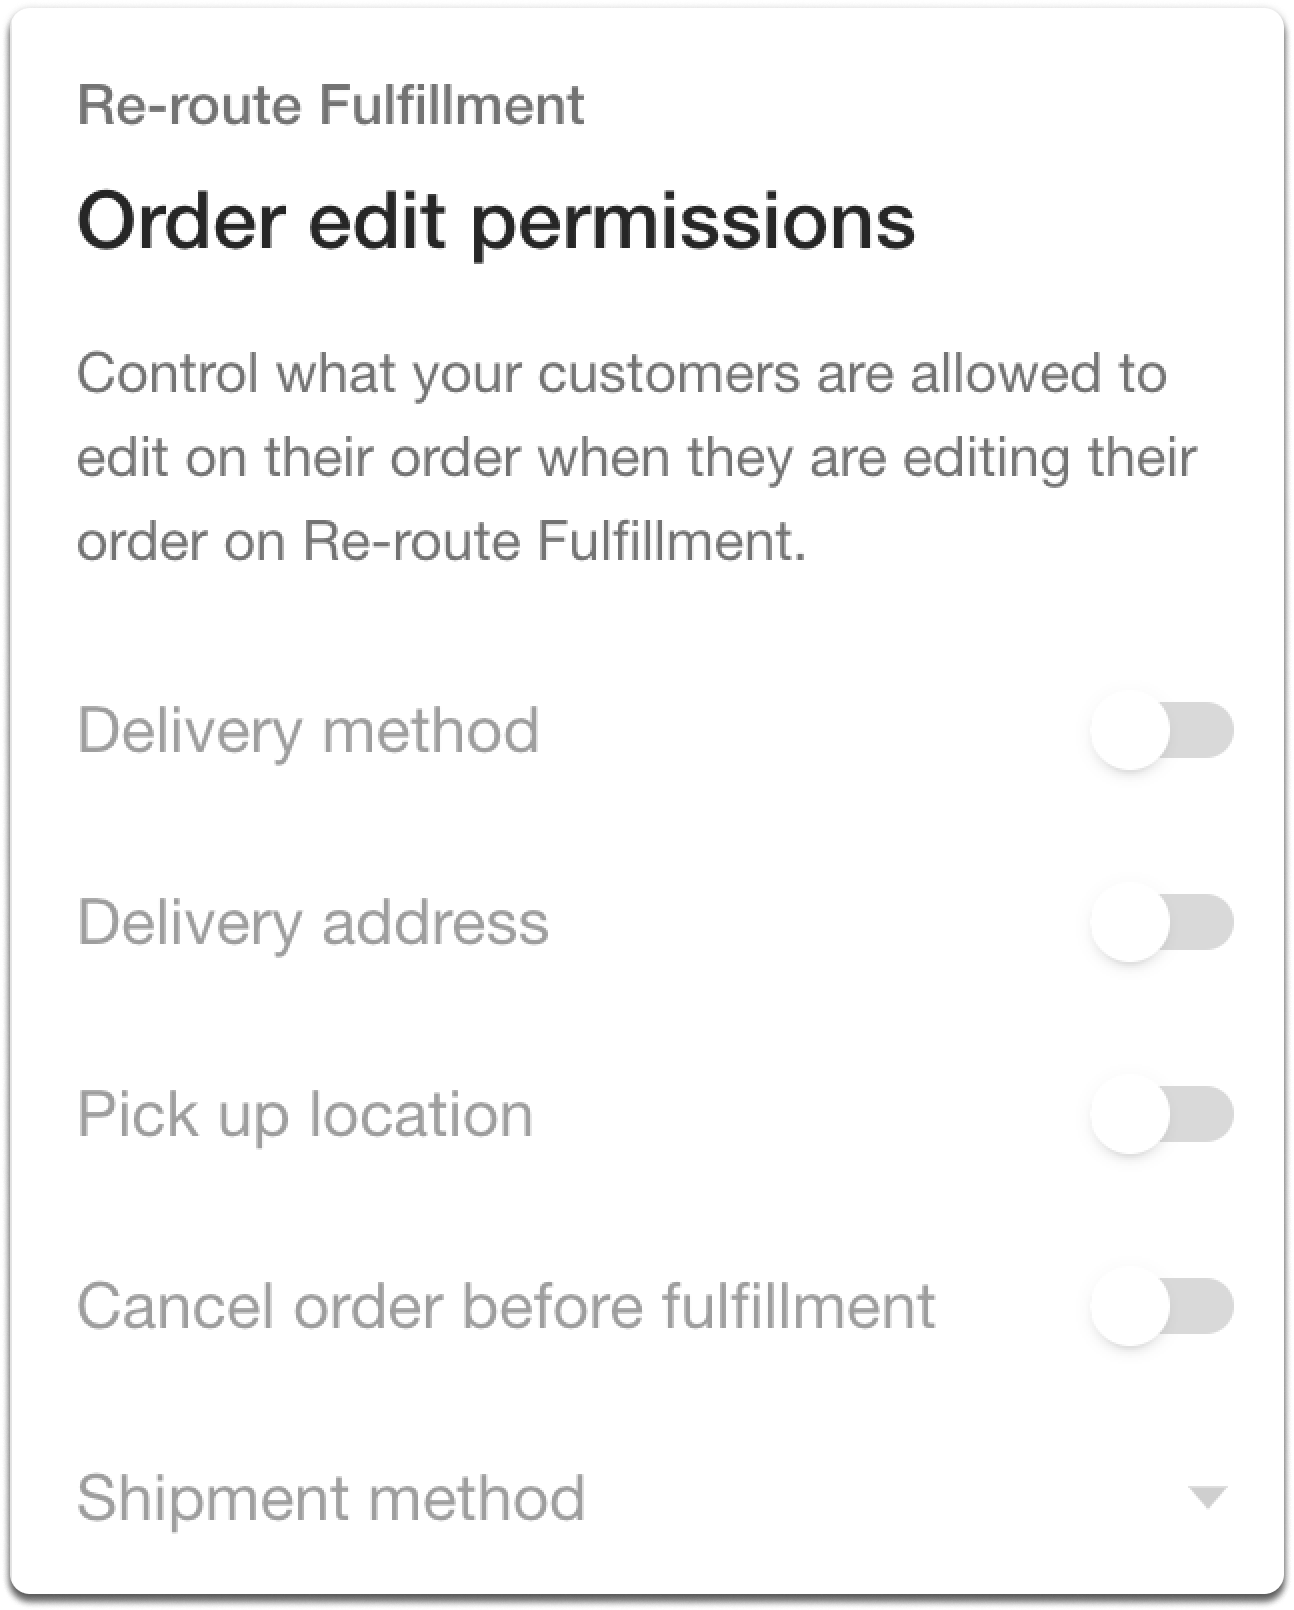 Re-route Fulfillment
Order edit permissions
Control what your customers are allowed to
edit on their order when they are editing their
order on Re-route Fulfillment.
Delivery method
Delivery address
Pick up location
Cancel order before fulfillment
Shipment method